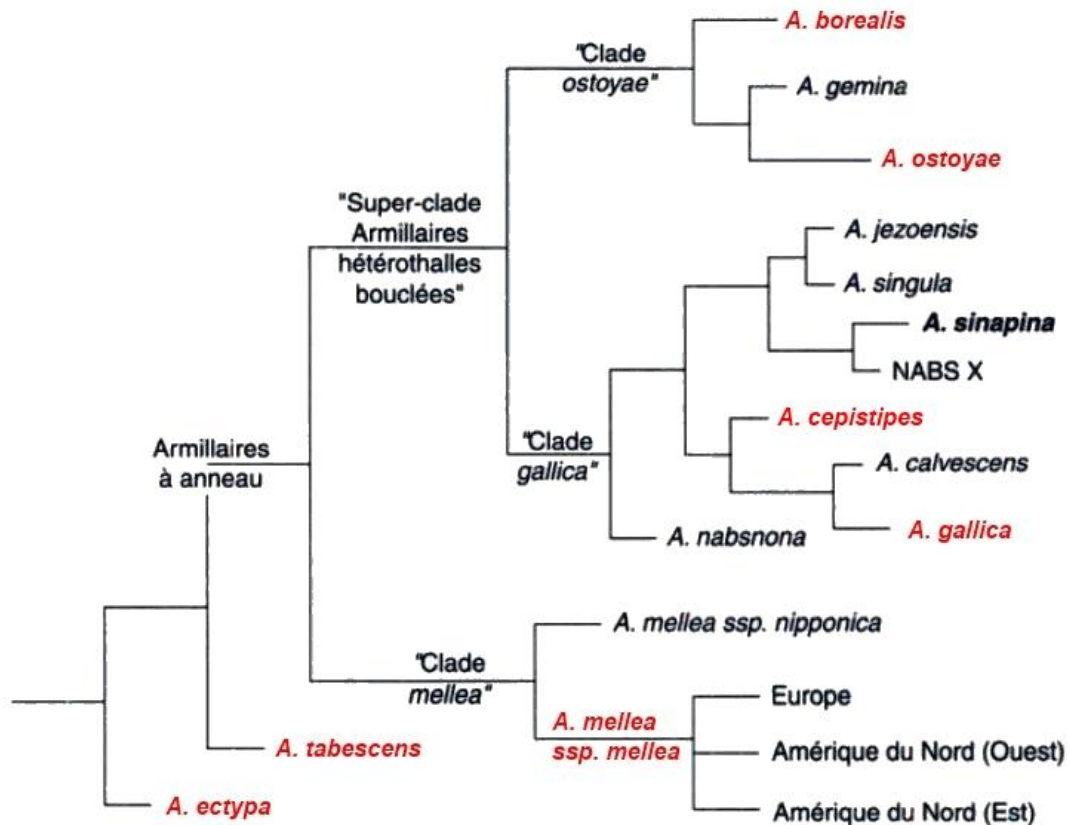 A. borealis
"Clade
ostoyae"
A. gemina
A. ostoyae
"Super-clade
Armillaires
hétérothalles
bouclées"
A. jezoensis
A. singula
A. sinapina
NABS X
A. cepistipes
"Clade
gallica"
A. calvescens
A. gallica
A. nabsnona
Armillaires
à anneau
A. mellea ssp. nipponica
"Clade
mellea"
Europe
A. mellea
ssp. mellea
Amérique du Nord (Ouest)
Amérique du Nord (Est)
A. tabescens
A. ectypa